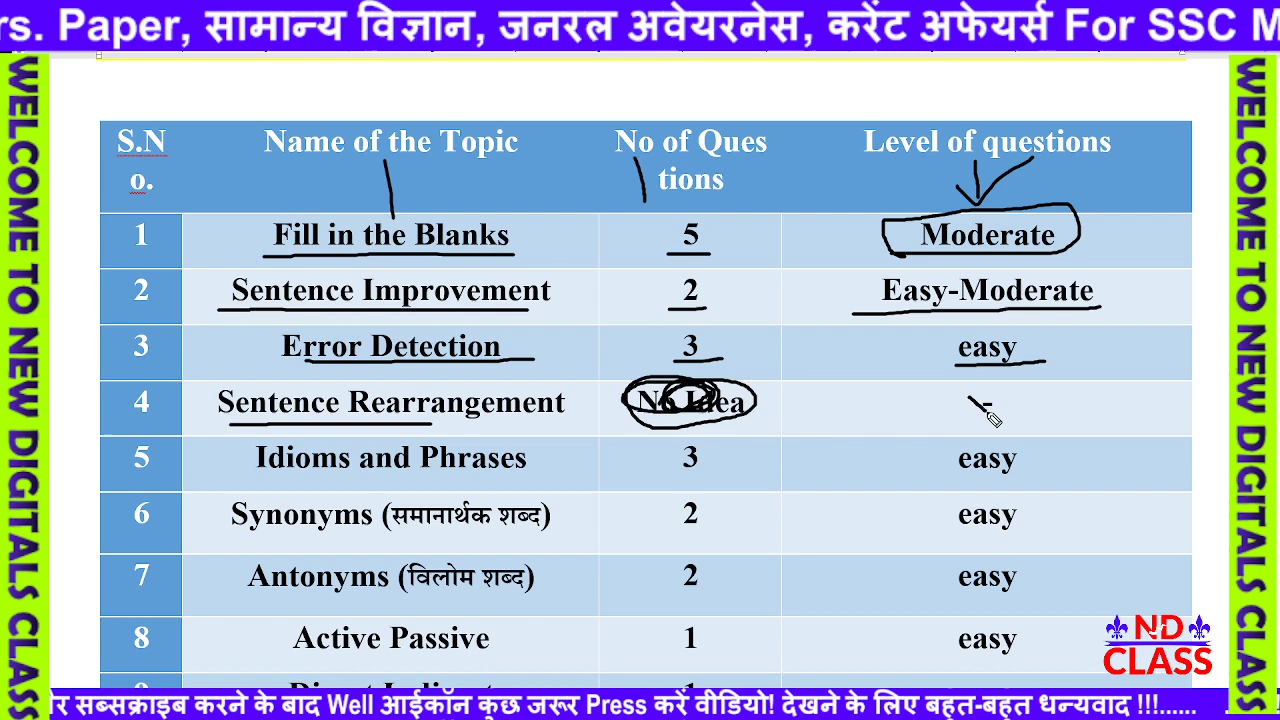 rs. Paper, सामान्य विज्ञान, जनरल अवेयरनेस, करेंट अफेयर्स For SSC M
WELCOME TO NEW DIGITALS CLASS
WELCOME TO NEW DIGITALS CLASS
S.N Name of the Topic No of Ques Level of questions
o. tions
1 Fill in the Blanks 5 Moderate
2 Sentence Improvement 2 Easy-Moderate
3 Error Detection 3 easy
4 Sentence Rearrangement No Idea -
5 Idioms and Phrases 3 easy
6 Synonyms (समानार्थक शब्द) 2 easy
7 Antonyms (विलोम शब्द) 2 easy
8 Active Passive 1 easy
ND
CLASS
र सब्सक्राइब करने के बाद Well आईकॉन कुछ जरूर Press करें वीडियो! देखने के लिए बहुत-बहुत धन्यवाद !!!......